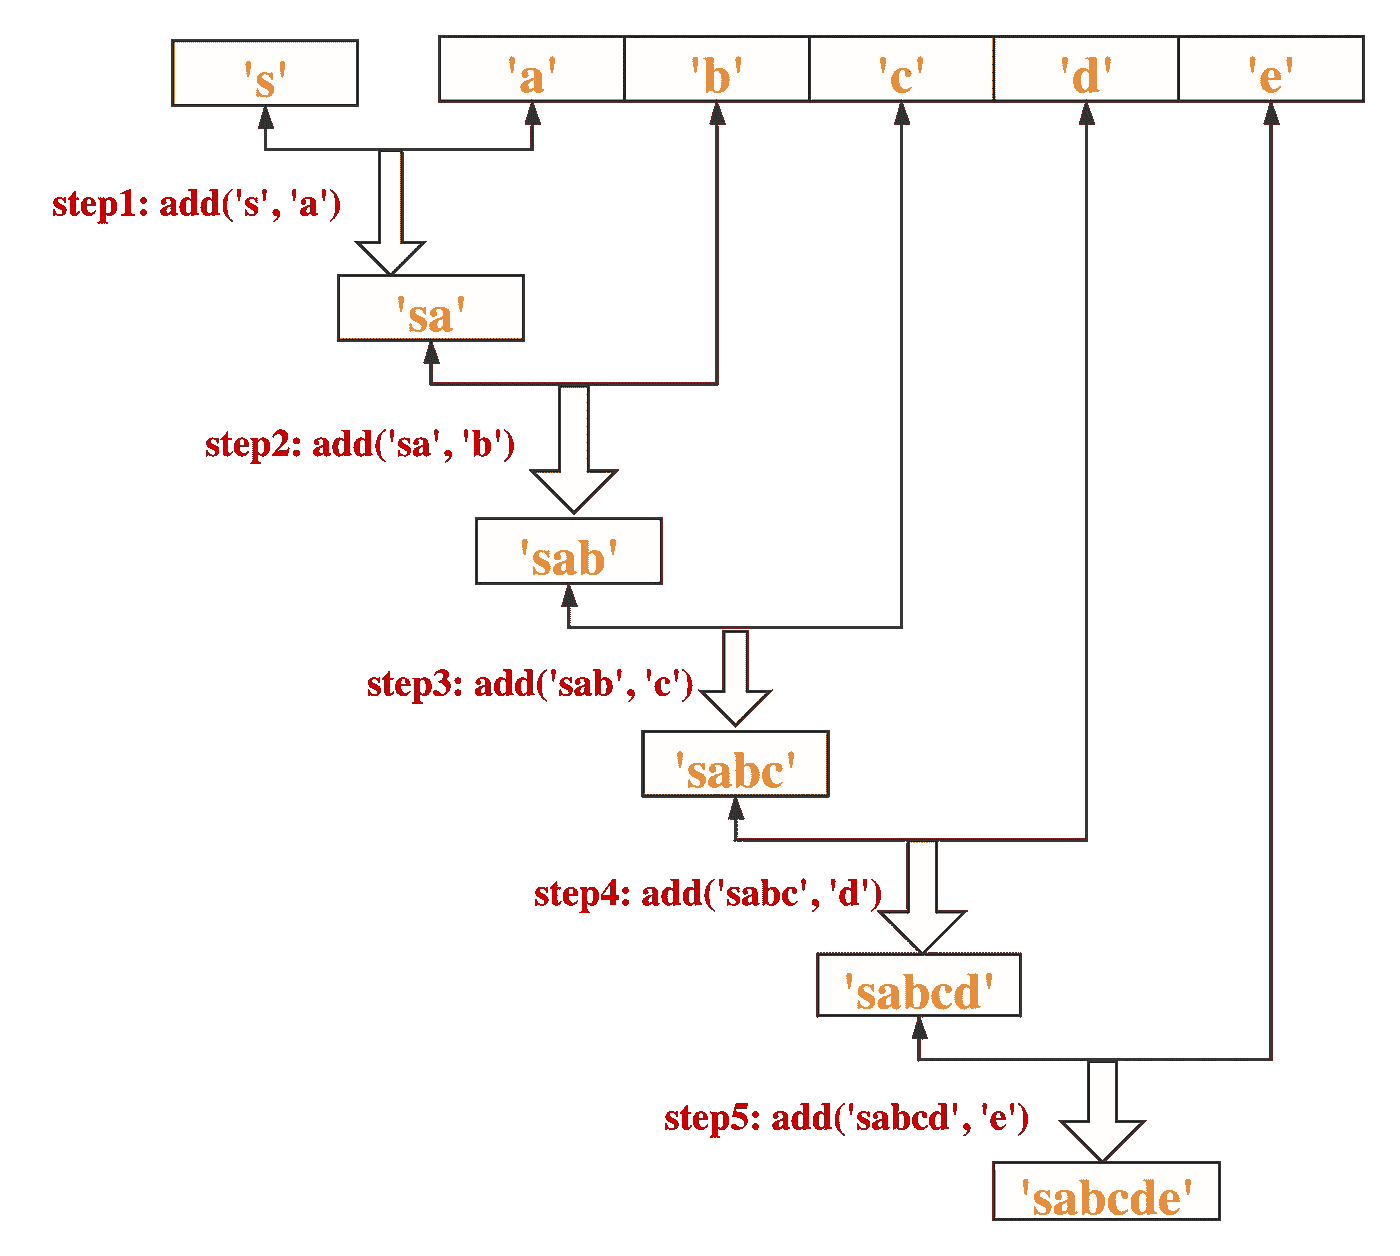 's' 'a' 'b' 'c' 'd' 'e'
step1: add('s', 'a')
'sa'
step2: add('sa', 'b')
'sab'
step3: add('sab', 'c')
'sabc'
step4: add('sabc', 'd')
'sabcd'
step5: add('sabcd', 'e')
'sabcde'